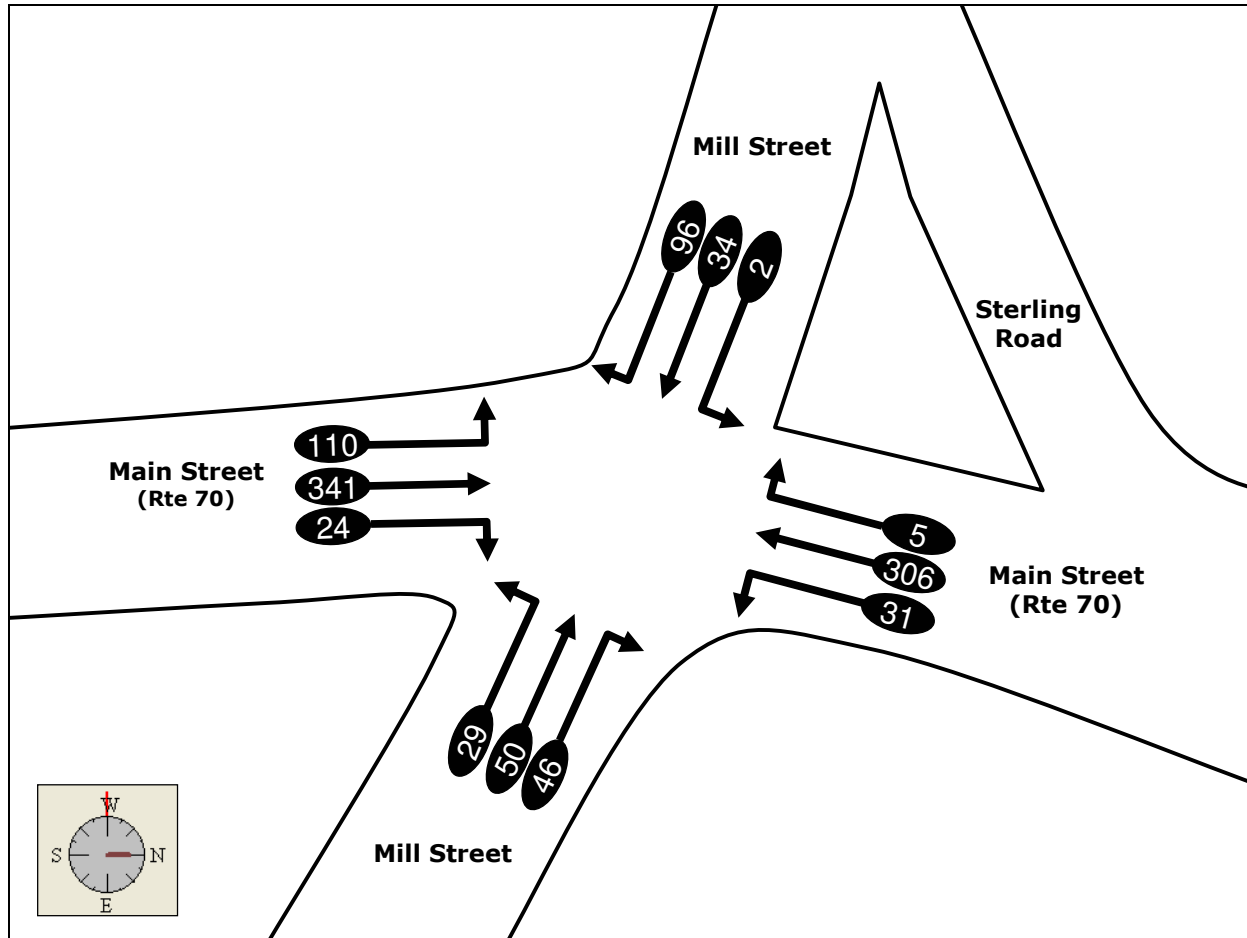 Mill Street
96
34
2
Sterling
Road
110
341
24
Main Street
(Rte 70)
5
306
31
Main Street
(Rte 70)
29
50
46
Mill Street
W
S
N
E